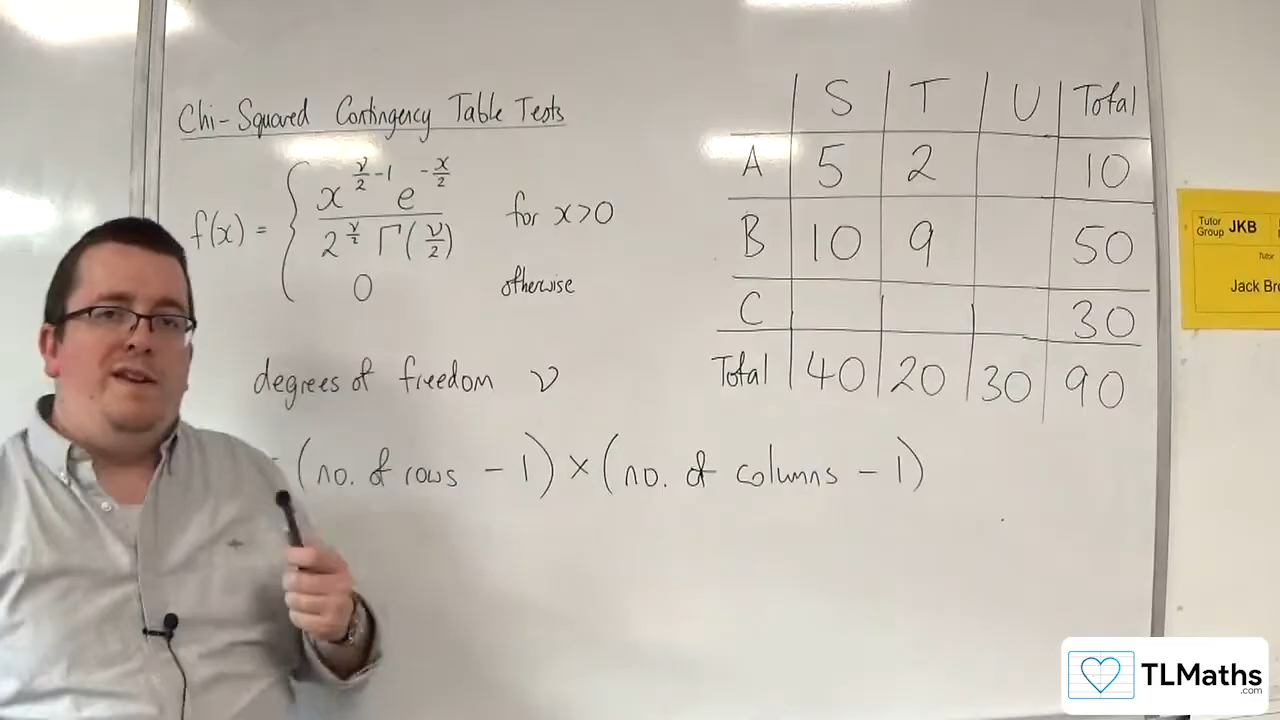 Chi-Squared Contingency Table Tests
f(x) = { x^(ν/2 - 1) e^(-x/2) / 2^(ν/2) Γ(ν/2) for x>0
0 otherwise
degrees of freedom ν
= (no. of rows - 1) × (no. of columns - 1)
S T U Total
A 5 2 10
B 10 9 50
C 30
Total 40 20 30 90
Tutor Group JKB
Tutor
TLMaths
.com